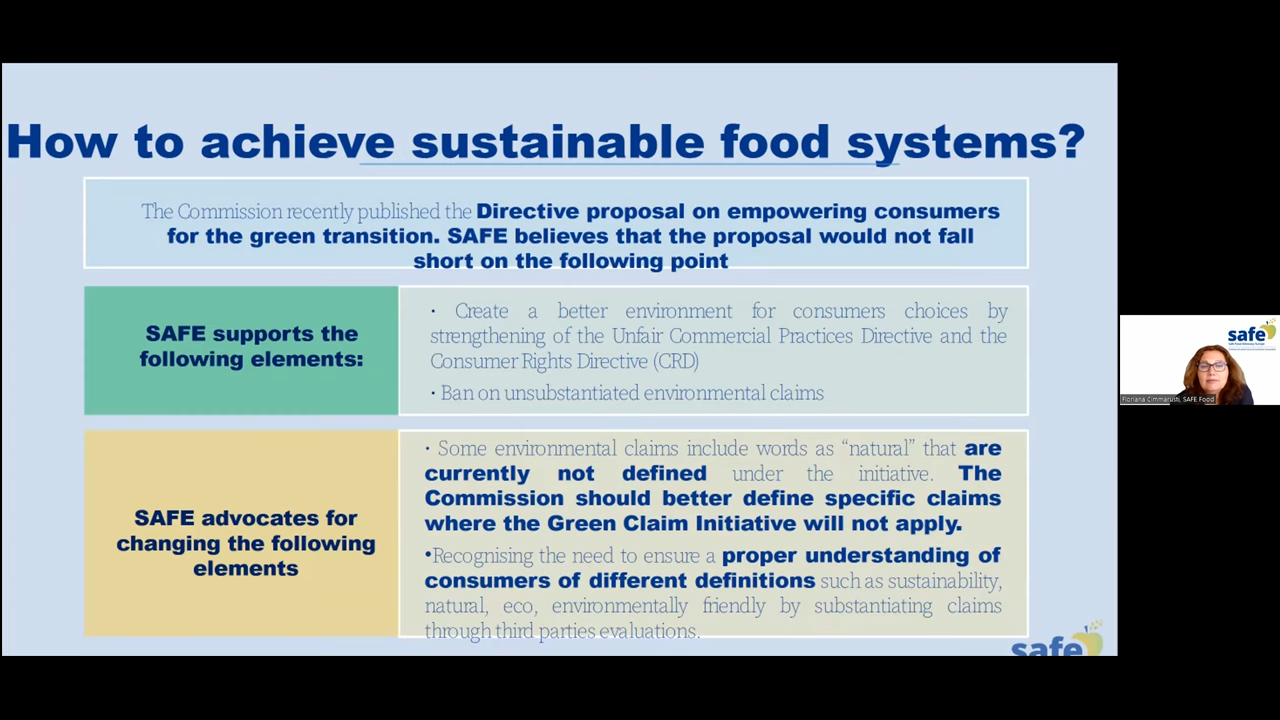 How to achieve sustainable food systems?
The Commission recently published the Directive proposal on empowering consumers
for the green transition. SAFE believes that the proposal would not fall
short on the following point
SAFE supports the
following elements:
· Create a better environment for consumers choices by
strengthening of the Unfair Commercial Practices Directive and the
Consumer Rights Directive (CRD)
· Ban on unsubstantiated environmental claims
SAFE advocates for
changing the following
elements
· Some environmental claims include words as “natural” that are
currently not defined under the initiative. The
Commission should better define specific claims
where the Green Claim Initiative will not apply.
•Recognising the need to ensure a proper understanding of
consumers of different definitions such as sustainability,
natural, eco, environmentally friendly by substantiating claims
through third parties evaluations.
safe
safe
Floriana Cimmarusti, SAFE Food